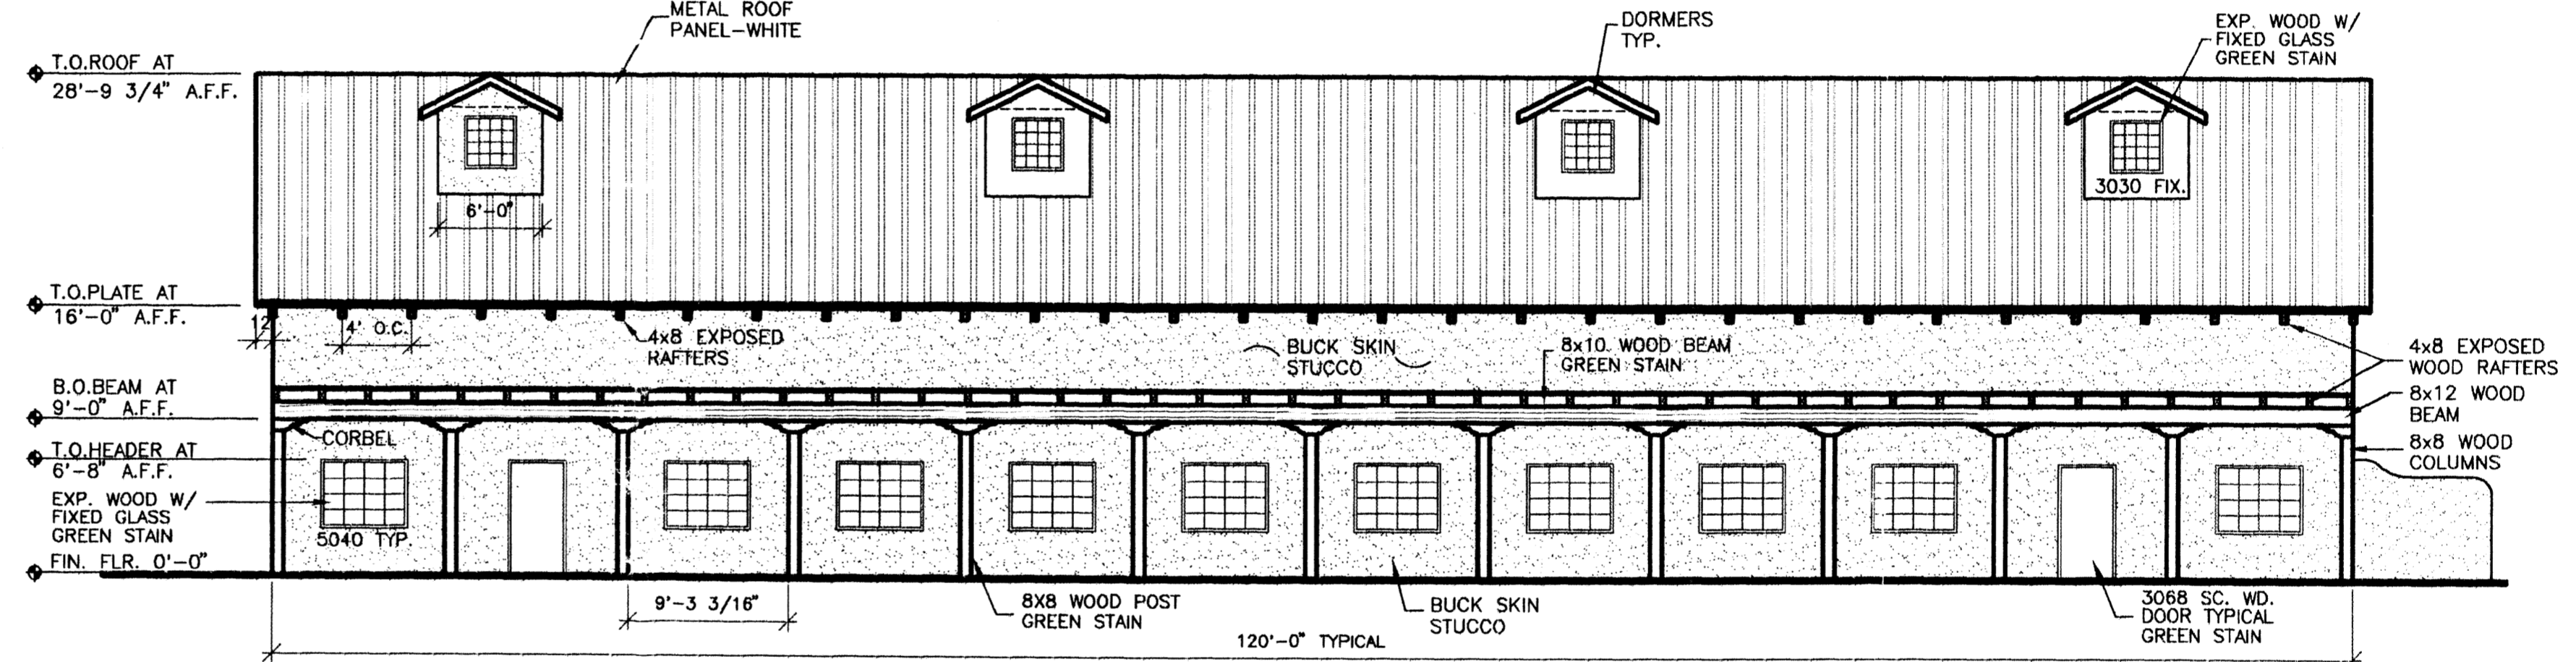 METAL ROOF
PANEL-WHITE
DORMERS
TYP.
EXP. WOOD W/
FIXED GLASS
GREEN STAIN
T.O.ROOF AT
28'-9 3/4" A.F.F.
3030 FIX.
6'-0"
T.O.PLATE AT
16'-0" A.F.F.
12"
4' O.C.
4x8 EXPOSED
RAFTERS
BUCK SKIN
STUCCO
8x10 WOOD BEAM
GREEN STAIN
4x8 EXPOSED
WOOD RAFTERS
8x12 WOOD
BEAM
8x8 WOOD
COLUMNS
B.O.BEAM AT
9'-0" A.F.F.
CORBEL
T.O.HEADER AT
6'-8" A.F.F.
EXP. WOOD W/
FIXED GLASS
GREEN STAIN
5040 TYP.
FIN. FLR. 0'-0"
9'-3 3/16"
8X8 WOOD POST
GREEN STAIN
BUCK SKIN
STUCCO
3068 SC. WD.
DOOR TYPICAL
GREEN STAIN
120'-0" TYPICAL